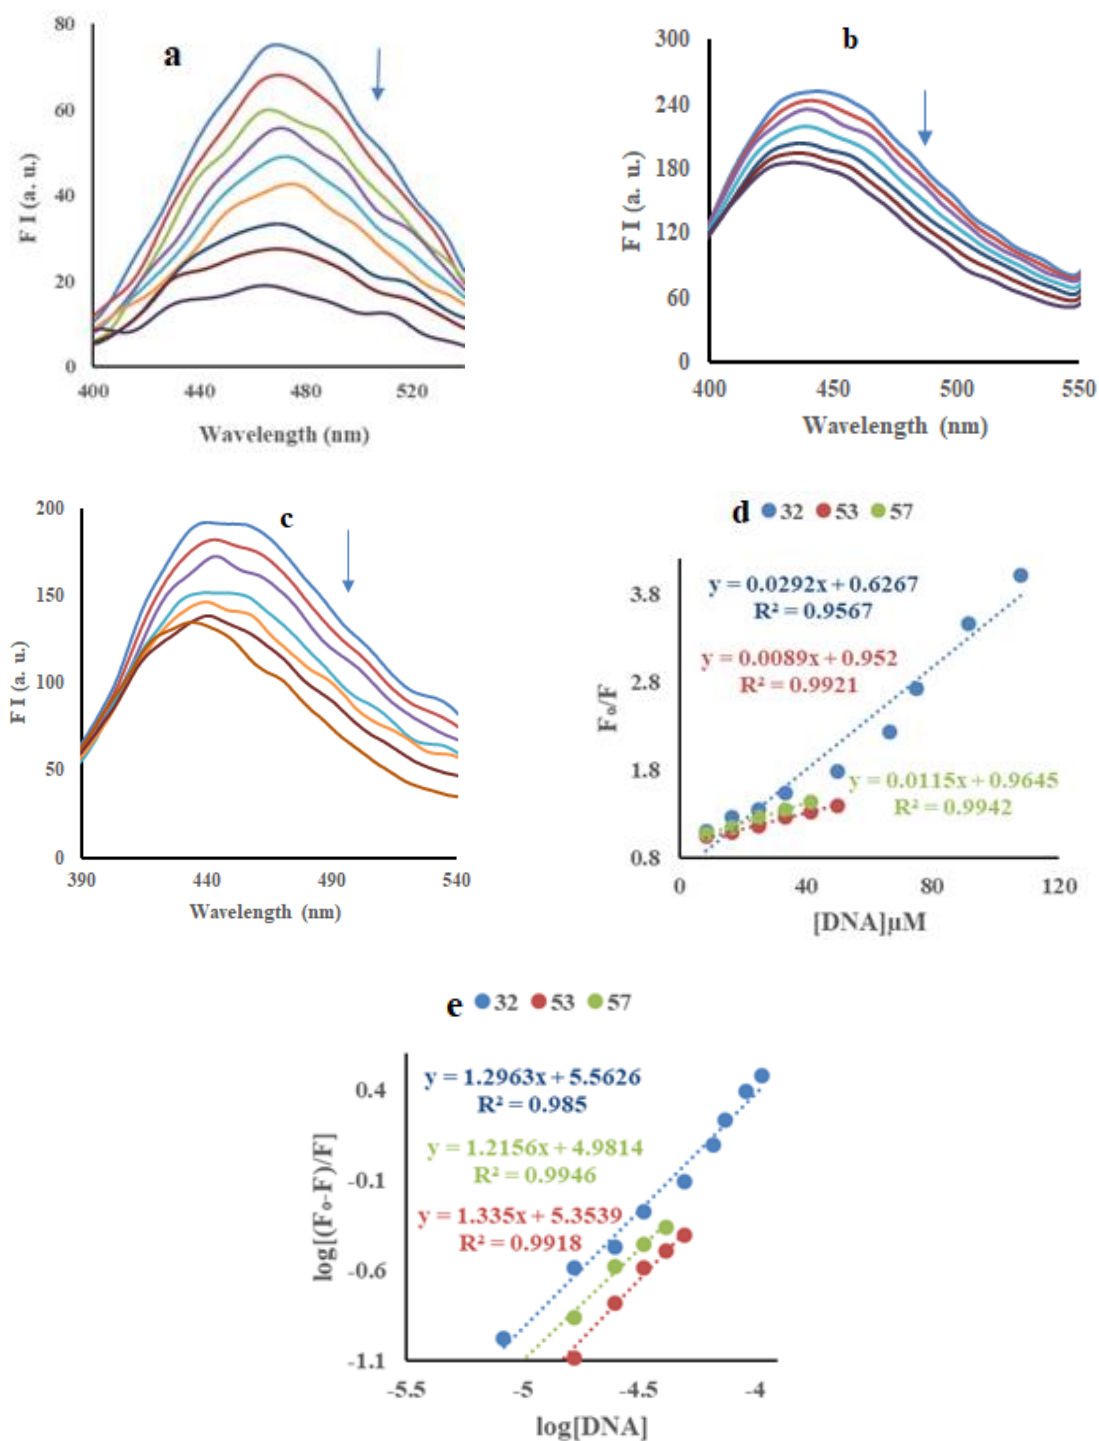 a
80
60
40
20
0
F I (a. u.)
400 440 480 520
Wavelength (nm)
b
300
240
180
120
60
0
F I (a. u.)
400 450 500 550
Wavelength (nm)
c
200
150
100
50
0
F I (a. u.)
390 440 490 540
Wavelength (nm)
d 32 53 57
3.8
2.8
1.8
0.8
F₀/F
y = 0.0292x + 0.6267
R² = 0.9567
y = 0.0089x + 0.952
R² = 0.9921
y = 0.0115x + 0.9645
R² = 0.9942
0 40 80 120
[DNA]µM
e 32 53 57
0.4
-0.1
-0.6
-1.1
log[(F₀-F)/F]
y = 1.2963x + 5.5626
R² = 0.985
y = 1.2156x + 4.9814
R² = 0.9946
y = 1.335x + 5.3539
R² = 0.9918
-5.5 -5 -4.5 -4
log[DNA]